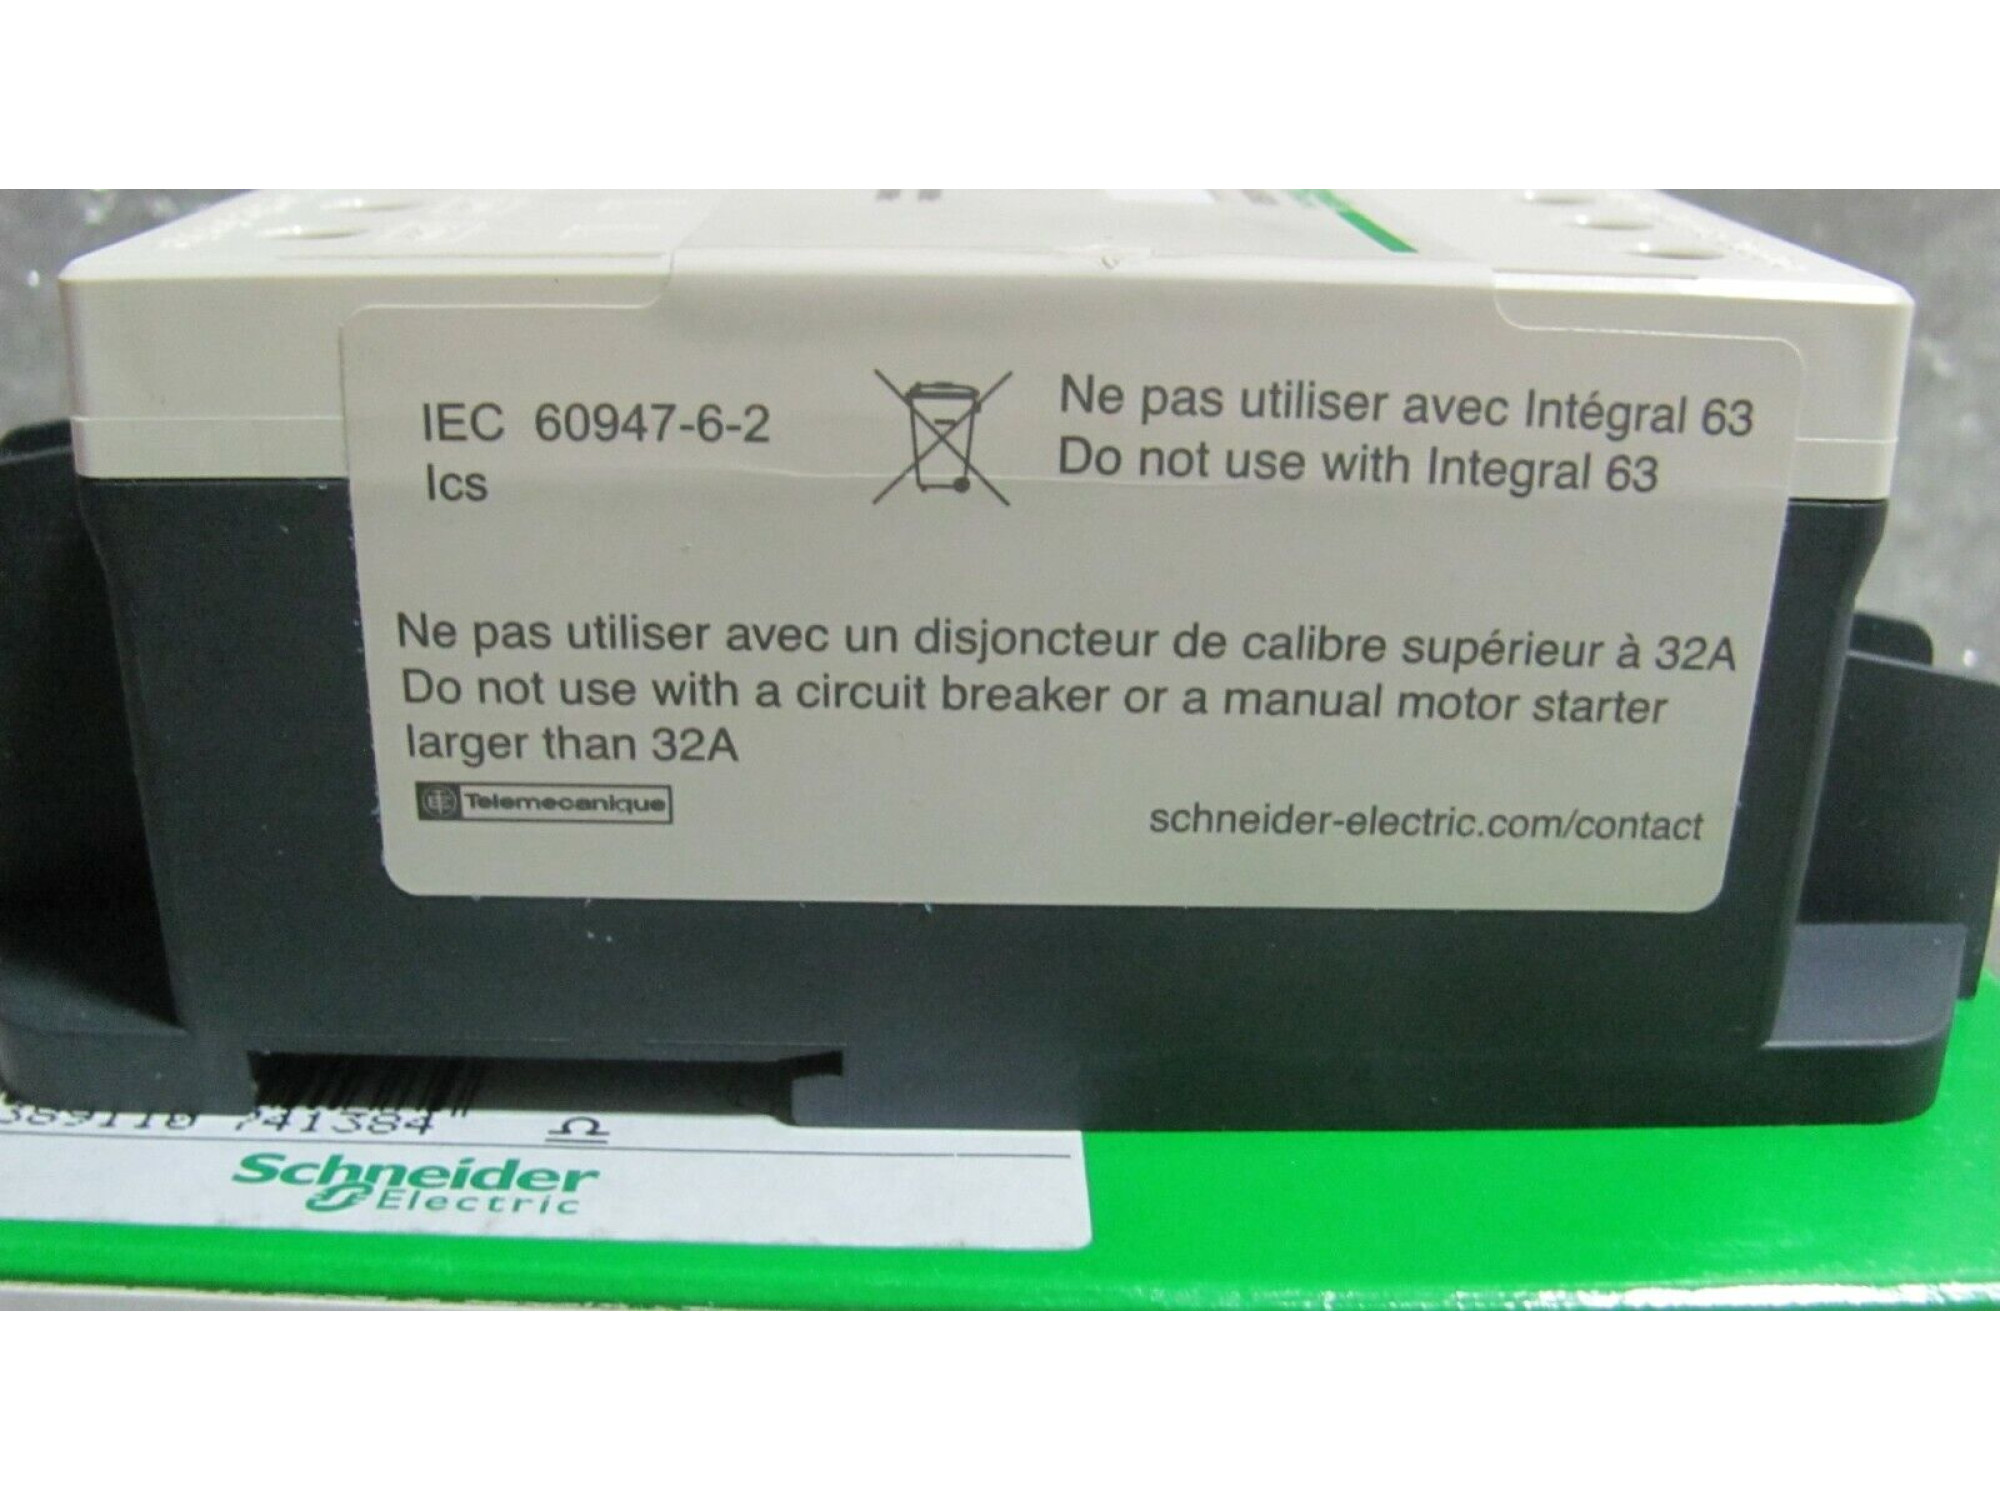 IEC 60947-6-2
Ics
Ne pas utiliser avec Intégral 63
Do not use with Integral 63
Ne pas utiliser avec un disjoncteur de calibre supérieur à 32A
Do not use with a circuit breaker or a manual motor starter
larger than 32A
Telemecanique
schneider-electric.com/contact
741384
Schneider
Electric